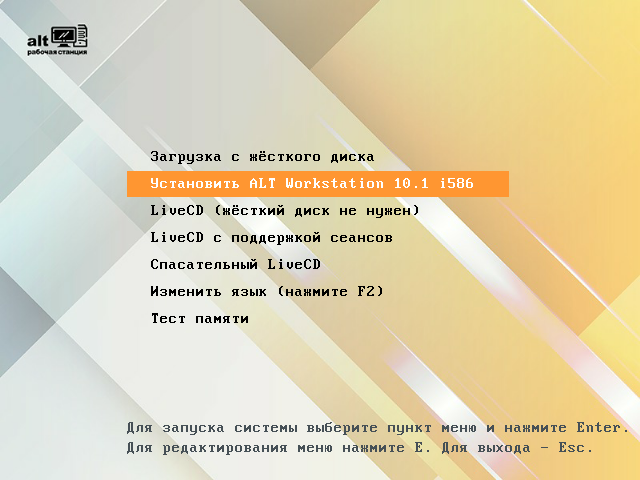 alt
рабочая станция
Загрузка с жёсткого диска
Установить ALT Workstation 10.1 i586
LiveCD (жёсткий диск не нужен)
LiveCD с поддержкой сеансов
Спасательный LiveCD
Изменить язык (нажмите F2)
Тест памяти
Для запуска системы выберите пункт меню и нажмите Enter.
Для редактирования меню нажмите E. Для выхода - Esc.